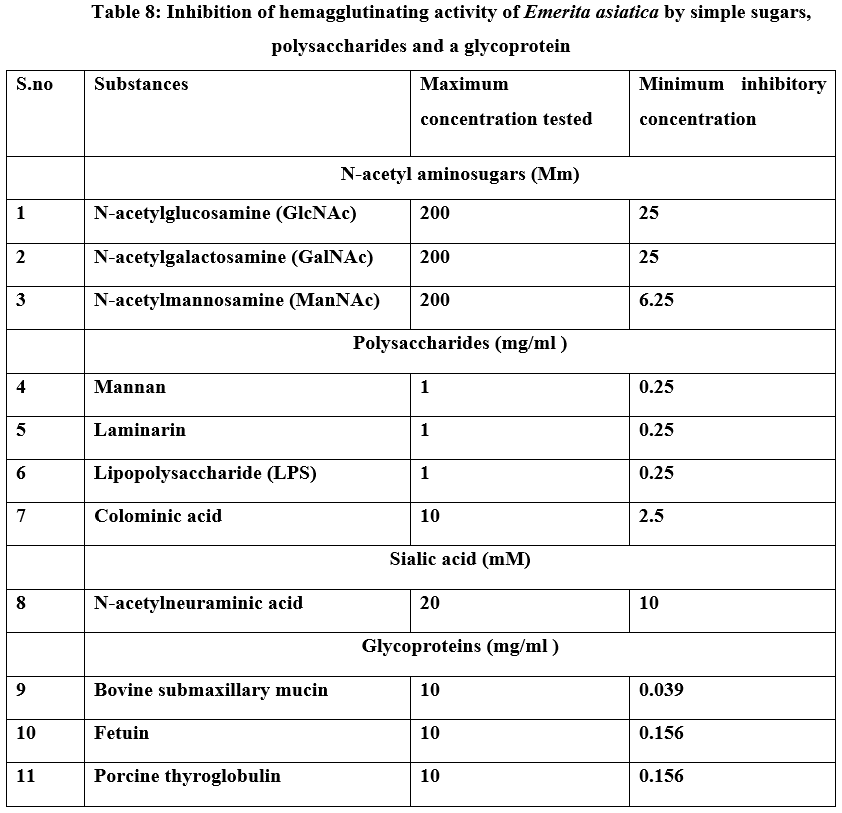 Table 8: Inhibition of hemagglutinating activity of Emerita asiatica by simple sugars,
polysaccharides and a glycoprotein
S.no Substances Maximum concentration tested Minimum inhibitory concentration
N-acetyl aminosugars (Mm)
1 N-acetylglucosamine (GlcNAc) 200 25
2 N-acetylgalactosamine (GalNAc) 200 25
3 N-acetylmannosamine (ManNAc) 200 6.25
Polysaccharides (mg/ml )
4 Mannan 1 0.25
5 Laminarin 1 0.25
6 Lipopolysaccharide (LPS) 1 0.25
7 Colominic acid 10 2.5
Sialic acid (mM)
8 N-acetylneuraminic acid 20 10
Glycoproteins (mg/ml )
9 Bovine submaxillary mucin 10 0.039
10 Fetuin 10 0.156
11 Porcine thyroglobulin 10 0.156